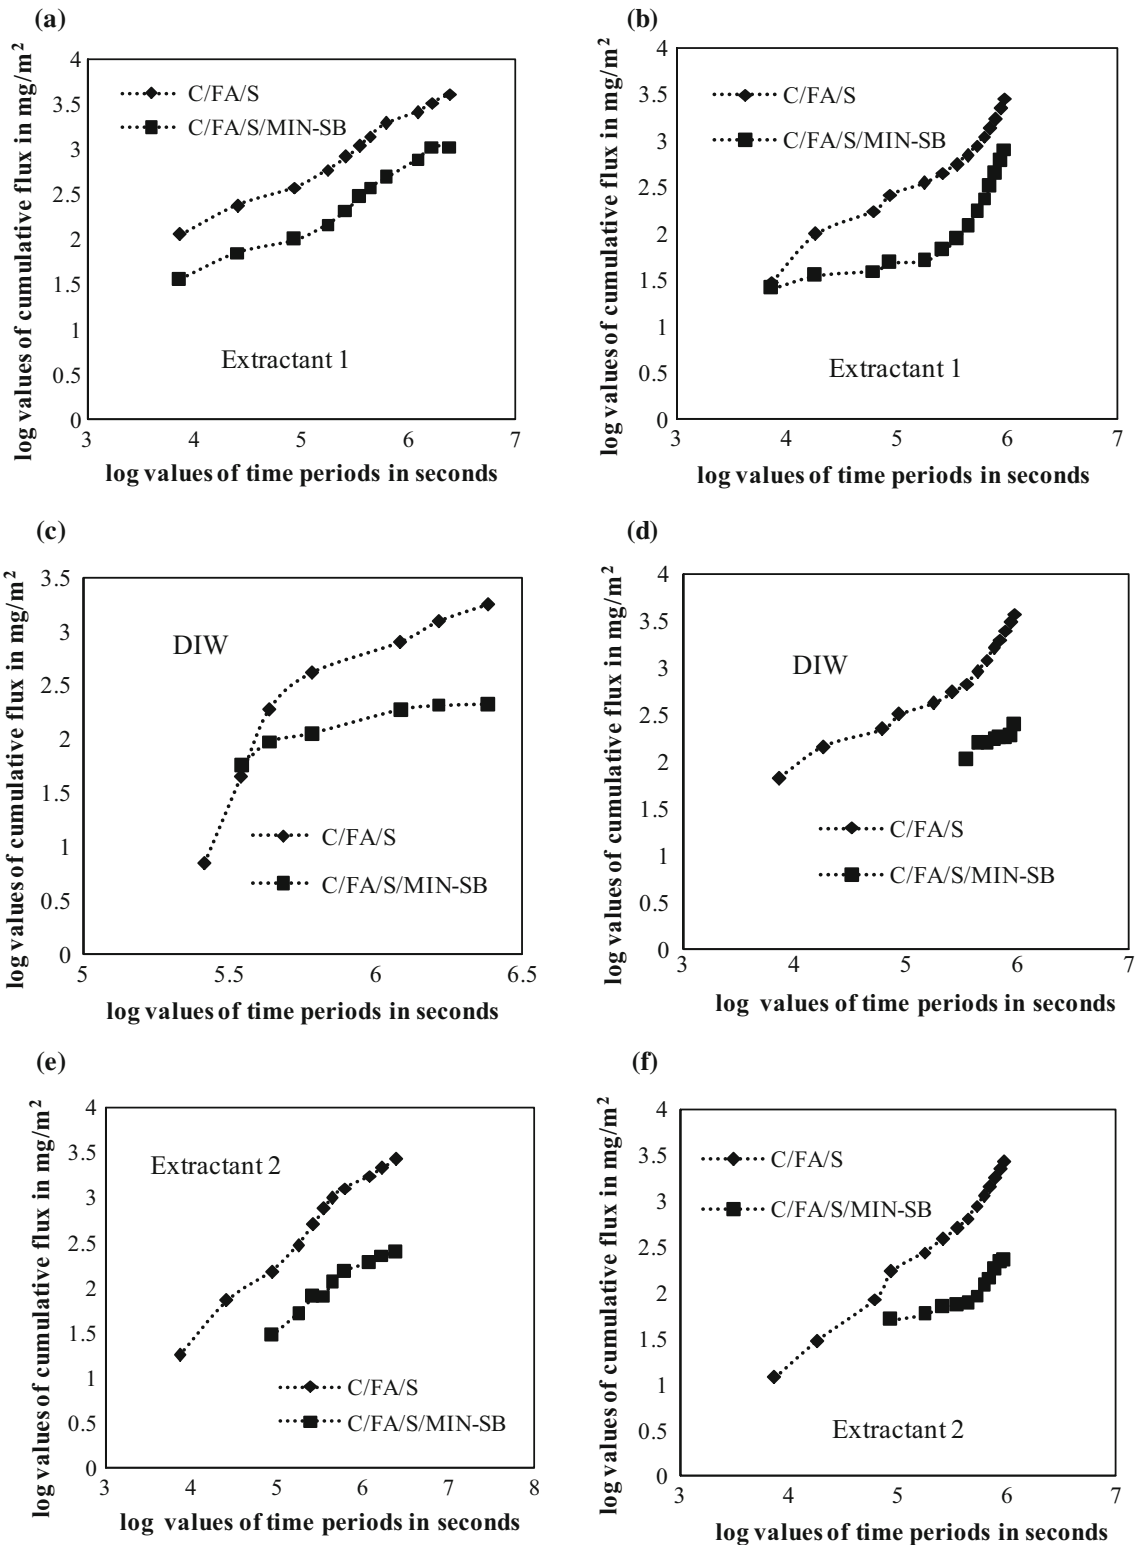 (a)
log values of cumulative flux in mg/m²
4
3.5
3
2.5
2
1.5
1
0.5
0
C/FA/S
C/FA/S/MIN-SB
Extractant 1
3 4 5 6 7
log values of time periods in seconds
(b)
log values of cumulative flux in mg/m²
4
3.5
3
2.5
2
1.5
1
0.5
0
C/FA/S
C/FA/S/MIN-SB
Extractant 1
3 4 5 6 7
log values of time periods in seconds
(c)
log values of cumulative flux in mg/m²
3.5
3
2.5
2
1.5
1
0.5
0
DIW
C/FA/S
C/FA/S/MIN-SB
5 5.5 6 6.5
log values of time periods in seconds
(d)
log values of cumulative flux in mg/m²
4
3.5
3
2.5
2
1.5
1
0.5
0
DIW
C/FA/S
C/FA/S/MIN-SB
3 4 5 6 7
log values of time periods in seconds
(e)
log values of cumulative flux in mg/m²
4
3.5
3
2.5
2
1.5
1
0.5
0
Extractant 2
C/FA/S
C/FA/S/MIN-SB
3 4 5 6 7 8
log values of time periods in seconds
(f)
log values of cumulative flux in mg/m²
4
3.5
3
2.5
2
1.5
1
0.5
0
C/FA/S
C/FA/S/MIN-SB
Extractant 2
3 4 5 6 7
log values of time periods in seconds